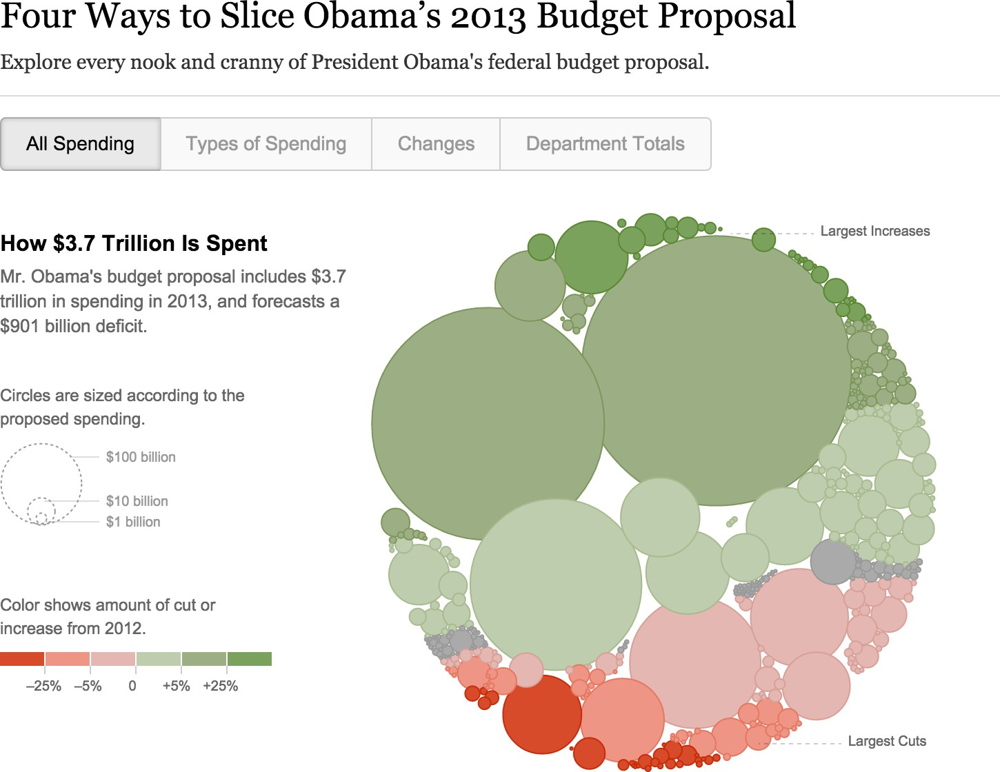 Four Ways to Slice Obama’s 2013 Budget Proposal
Explore every nook and cranny of President Obama's federal budget proposal.
All Spending
Types of Spending
Changes
Department Totals
How $3.7 Trillion Is Spent
Mr. Obama's budget proposal includes $3.7
trillion in spending in 2013, and forecasts a
$901 billion deficit.
Circles are sized according to the
proposed spending.
$100 billion
$10 billion
$1 billion
Color shows amount of cut or
increase from 2012.
–25%
–5%
0
+5%
+25%
Largest Increases
Largest Cuts